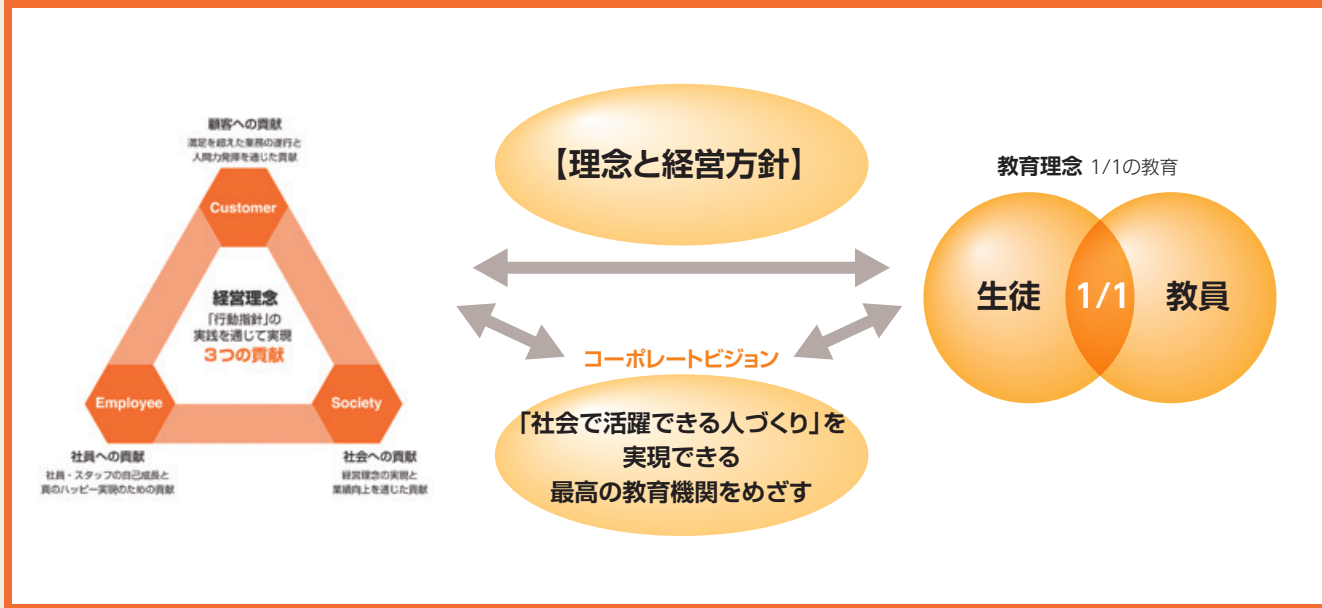 【理念と経営方針】
顧客への貢献
満足を超えた業務の遂行と
人間力発揮を通じた貢献
Customer
経営理念
「行動指針」の
実践を通じて実現
3つの貢献
Employee
Society
社員への貢献
社員・スタッフの自己成長と
真のハッピー実現のための貢献
社会への貢献
経営理念の実現と
業績向上を通じた貢献
コーポレートビジョン
「社会で活躍できる人づくり」を
実現できる
最高の教育機関をめざす
教育理念 1/1の教育
生徒 1/1 教員